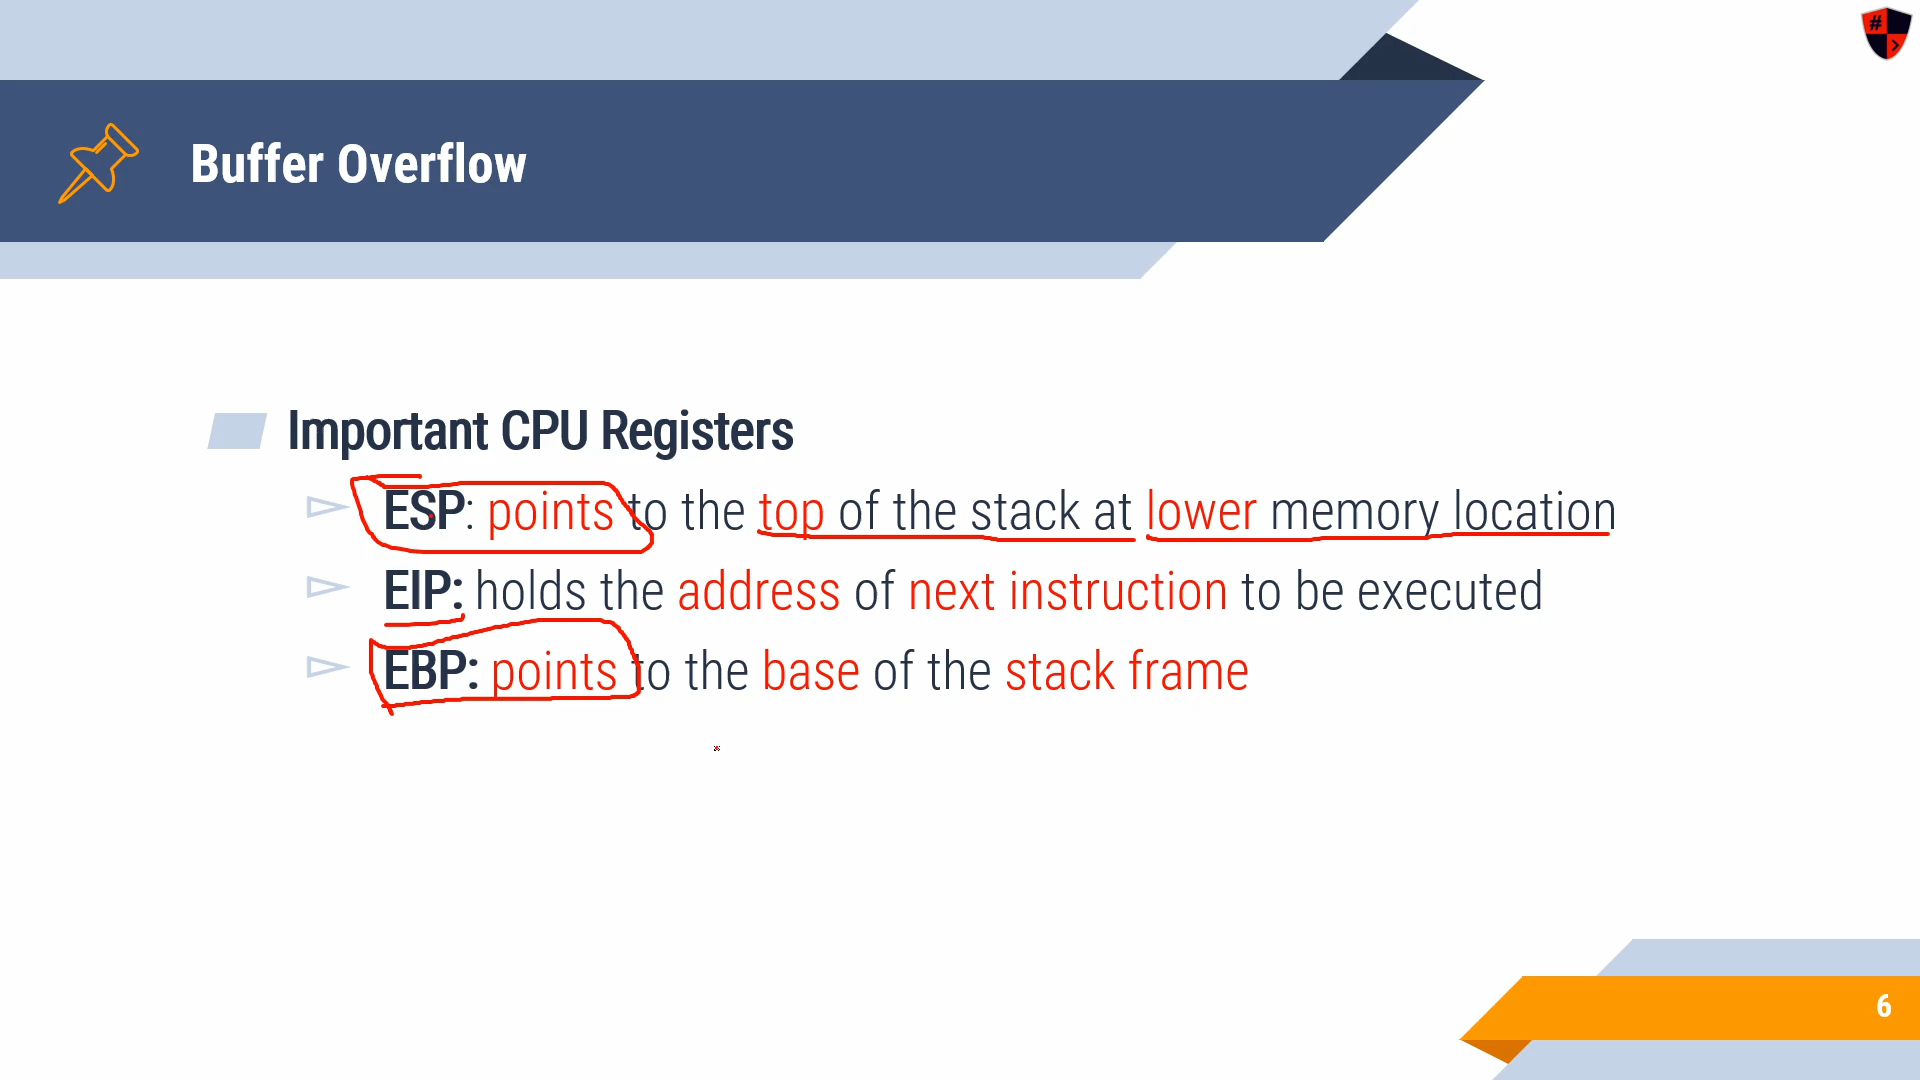 #
>
Buffer Overflow
Important CPU Registers
ESP: points to the top of the stack at lower memory location
EIP: holds the address of next instruction to be executed
EBP: points to the base of the stack frame
6